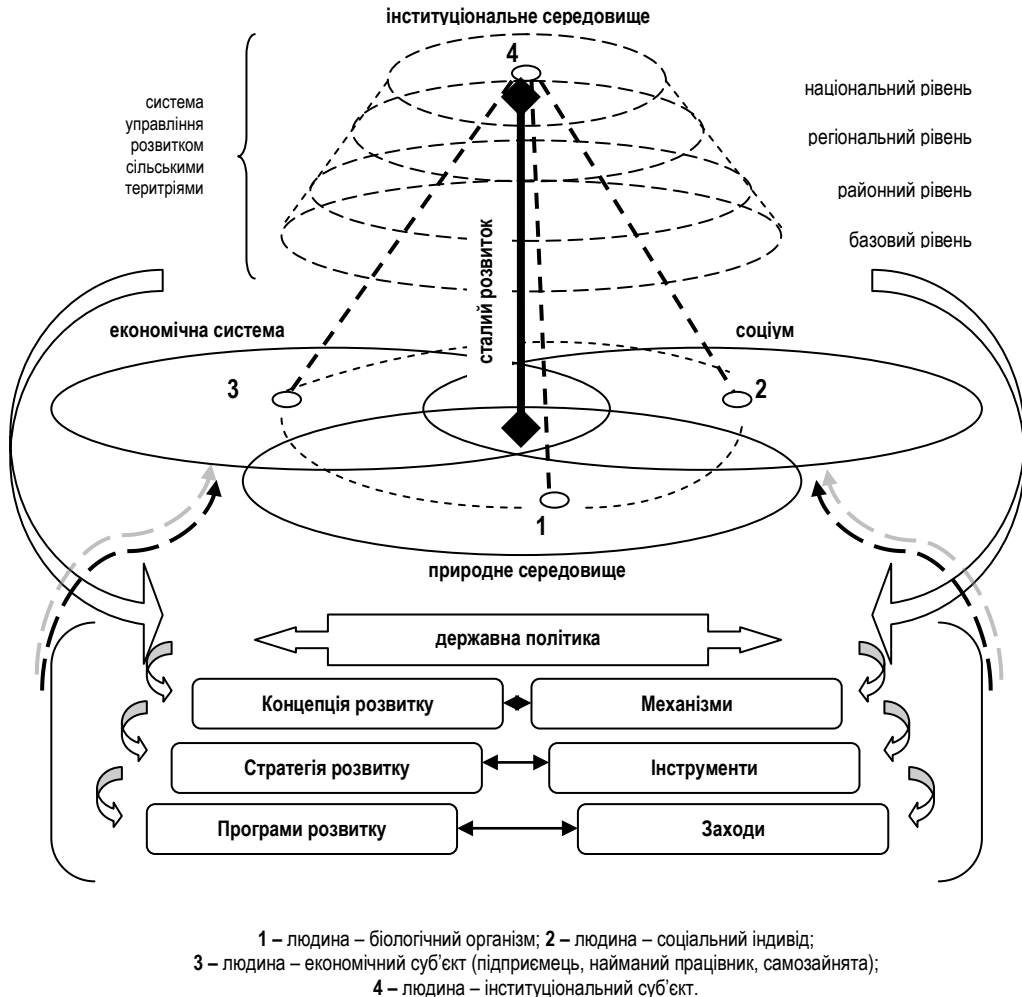 інституціональне середовище
4
система
управління
розвитком
сільськими
територіями
національний рівень
регіональний рівень
районний рівень
базовий рівень
сталий розвиток
економічна система
соціум
3
2
1
природне середовище
державна політика
Концепція розвитку
Механізми
Стратегія розвитку
Інструменти
Програми розвитку
Заходи
1 – людина – біологічний організм; 2 – людина – соціальний індивід;
3 – людина – економічний суб’єкт (підприємець, найманий працівник, самозайнята);
4 – людина – інституціональний суб’єкт.